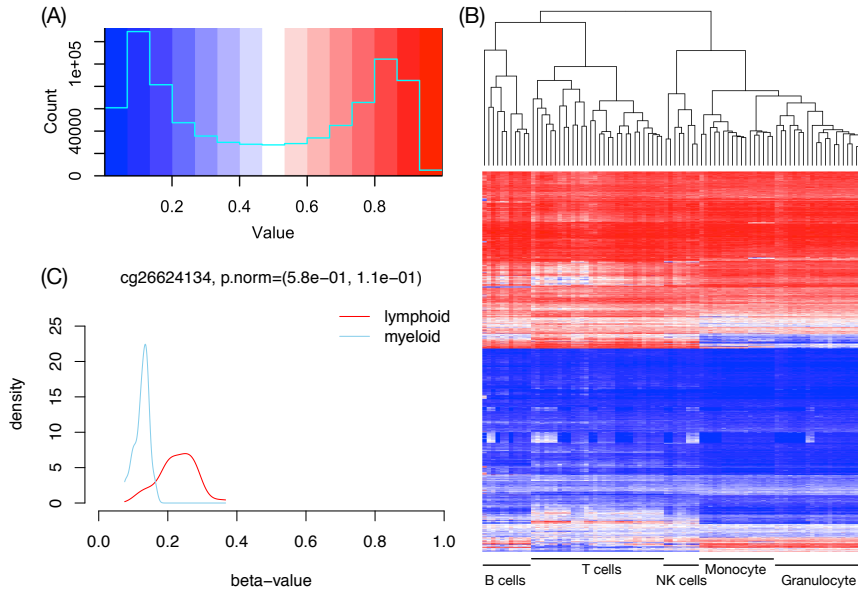 (A)
Count
0
40000
1e+05
0.2
0.4
0.6
0.8
Value
(B)
B cells
T cells
NK cells
Monocyte
Granulocyte
(C)
cg26624134, p.norm=(5.8e−01, 1.1e−01)
lymphoid
myeloid
density
0
5
10
15
20
25
0.0
0.2
0.4
0.6
0.8
1.0
beta−value